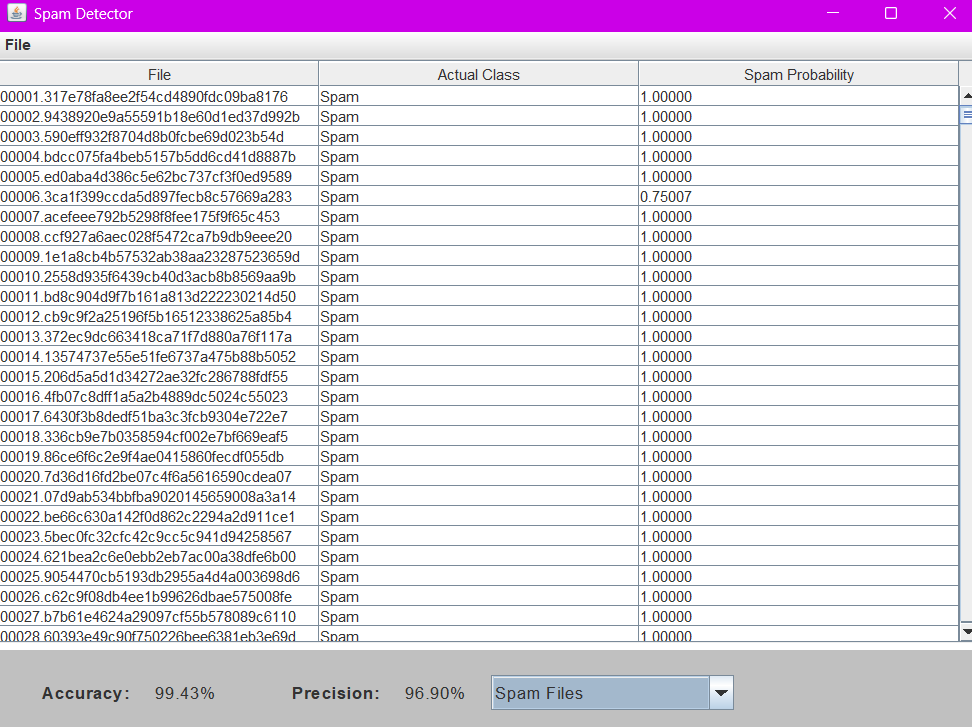 Spam Detector
File
File Actual Class Spam Probability
00001.317e78fa8ee2f54cd4890fdc09ba8176 Spam 1.00000
00002.9438920e9a55591b18e60d1ed37d992b Spam 1.00000
00003.590eff932f8704d8b0fcbe69d023b54d Spam 1.00000
00004.bdcc075fa4beb5157b5dd6cd41d8887b Spam 1.00000
00005.ed0aba4d386c5e62bc737cf3f0ed9589 Spam 1.00000
00006.3ca1f399ccda5d897fecb8c57669a283 Spam 0.75007
00007.acefeee792b5298f8fee175f9f65c453 Spam 1.00000
00008.ccf927a6aec028f5472ca7b9db9eee20 Spam 1.00000
00009.1e1a8cb4b57532ab38aa23287523659d Spam 1.00000
00010.2558d935f6439cb40d3acb8b8569aa9b Spam 1.00000
00011.bd8c904d9f7b161a813d222230214d50 Spam 1.00000
00012.cb9c9f2a25196f5b16512338625a85b4 Spam 1.00000
00013.372ec9dc663418ca71f7d880a76f117a Spam 1.00000
00014.13574737e55e51fe6737a475b88b5052 Spam 1.00000
00015.206d5a5d1d34272ae32fc286788fdf55 Spam 1.00000
00016.4fb07c8dff1a5a2b4889dc5024c55023 Spam 1.00000
00017.6430f3b8dedf51ba3c3fcb9304e722e7 Spam 1.00000
00018.336cb9e7b0358594cf002e7bf669eaf5 Spam 1.00000
00019.86ce6f6c2e9f4ae0415860fecdf055db Spam 1.00000
00020.7d36d16fd2be07c4f6a5616590cdea07 Spam 1.00000
00021.07d9ab534bbfba9020145659008a3a14 Spam 1.00000
00022.be66c630a142f0d862c2294a2d911ce1 Spam 1.00000
00023.5bec0fc32cfc42c9cc5c941d94258567 Spam 1.00000
00024.621bea2c6e0ebb2eb7ac00a38dfe6b00 Spam 1.00000
00025.9054470cb5193db2955a4d4a003698d6 Spam 1.00000
00026.c62c9f08db4ee1b99626dbae575008fe Spam 1.00000
00027.b7b61e4624a29097cf55b578089c6110 Spam 1.00000
00028.60393e49c90f750226bee6381eb3e69d Spam 1.00000
Accuracy: 99.43% Precision: 96.90% Spam Files